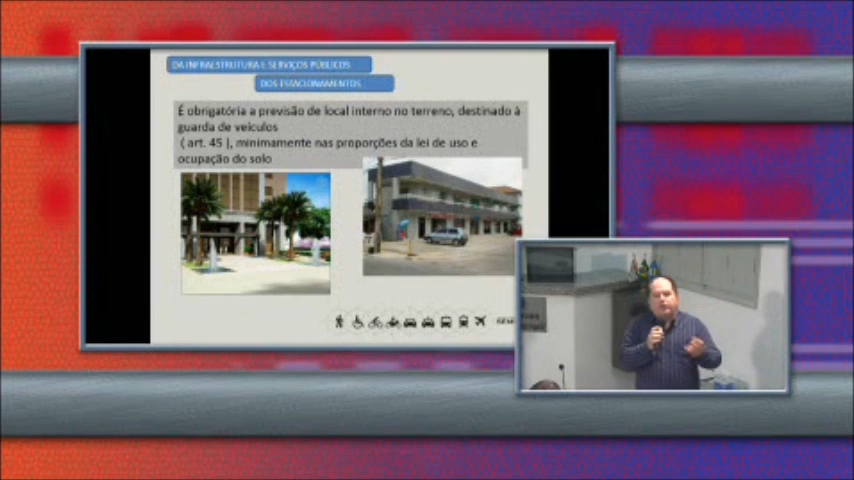 DA INFRAESTRUTURA E SERVIÇOS PÚBLICOS
DOS ESTACIONAMENTOS
É obrigatória a previsão de local interno no terreno, destinado à
guarda de veículos
( art. 45 ), minimamente nas proporções da lei de uso e
ocupação do solo